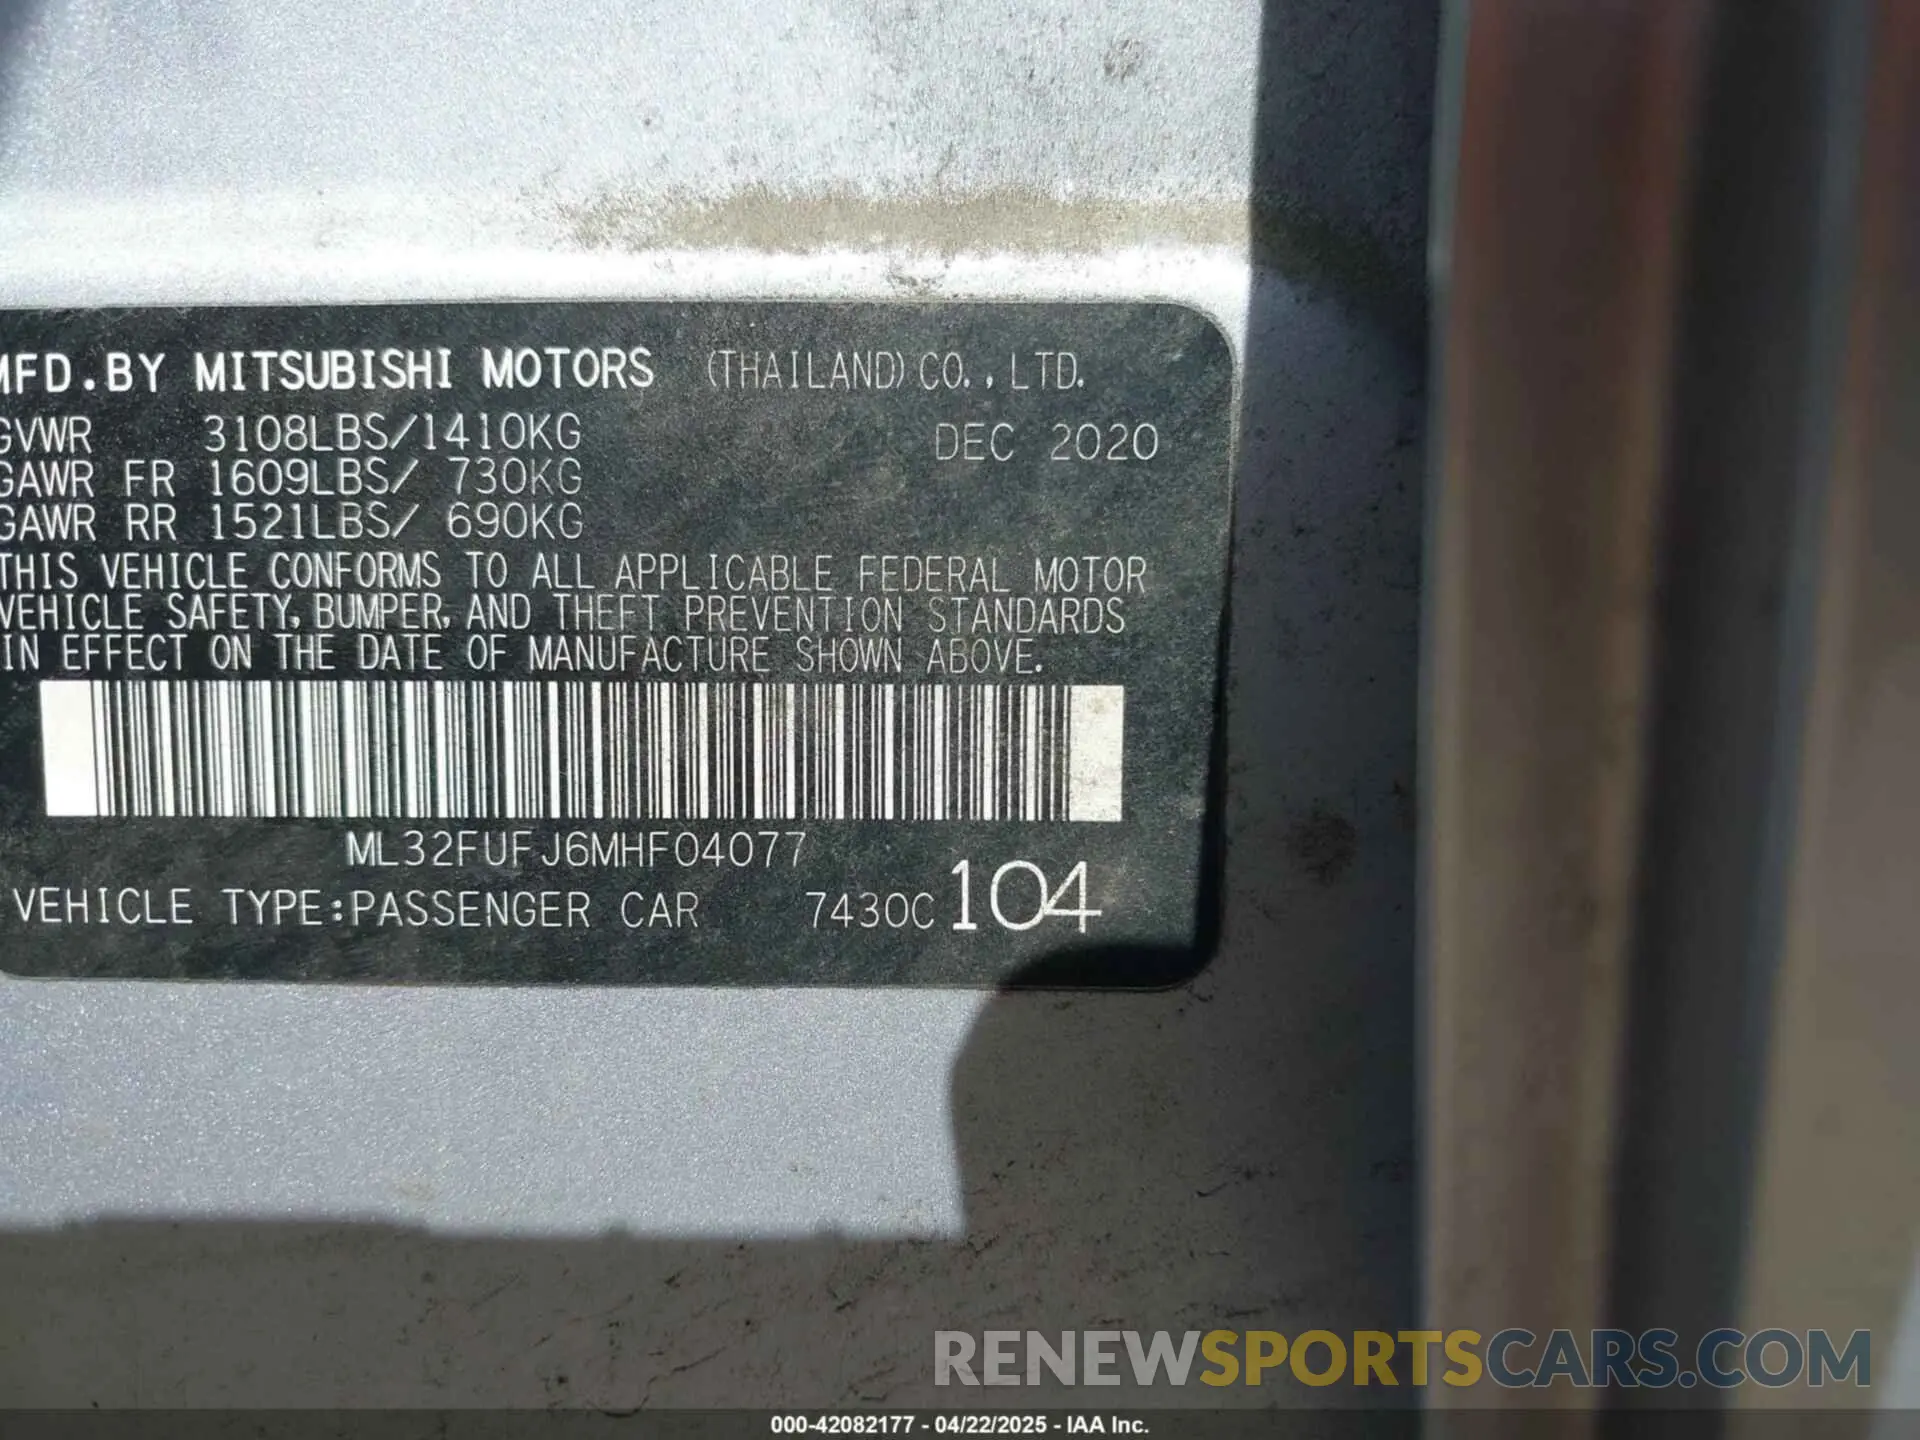 MFD.BY MITSUBISHI MOTORS (THAILAND) CO., LTD.
GVWR 3108LBS/1410KG DEC 2020
GAWR FR 1609LBS/ 730KG
GAWR RR 1521LBS/ 690KG
THIS VEHICLE CONFORMS TO ALL APPLICABLE FEDERAL MOTOR
VEHICLE SAFETY, BUMPER, AND THEFT PREVENTION STANDARDS
IN EFFECT ON THE DATE OF MANUFACTURE SHOWN ABOVE.
ML32FUFJ6MHF04077
VEHICLE TYPE:PASSENGER CAR 7430C 104
RENEWSPORTSCARS.COM
000-42082177 - 04/22/2025 - IAA Inc.